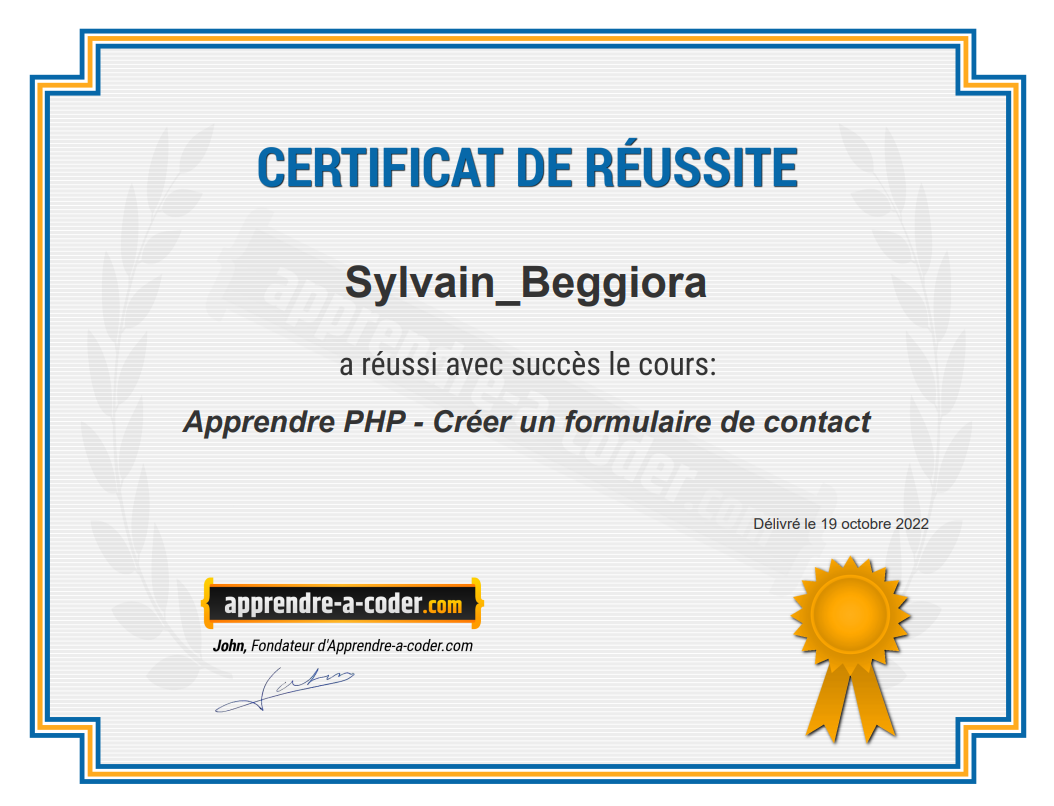 CERTIFICAT DE RÉUSSITE
Sylvain_Beggiora
a réussi avec succès le cours:
Apprendre PHP - Créer un formulaire de contact
apprendre-a-coder.com
Délivré le 19 octobre 2022
apprendre-a-coder.com
John, Fondateur d'Apprendre-a-coder.com